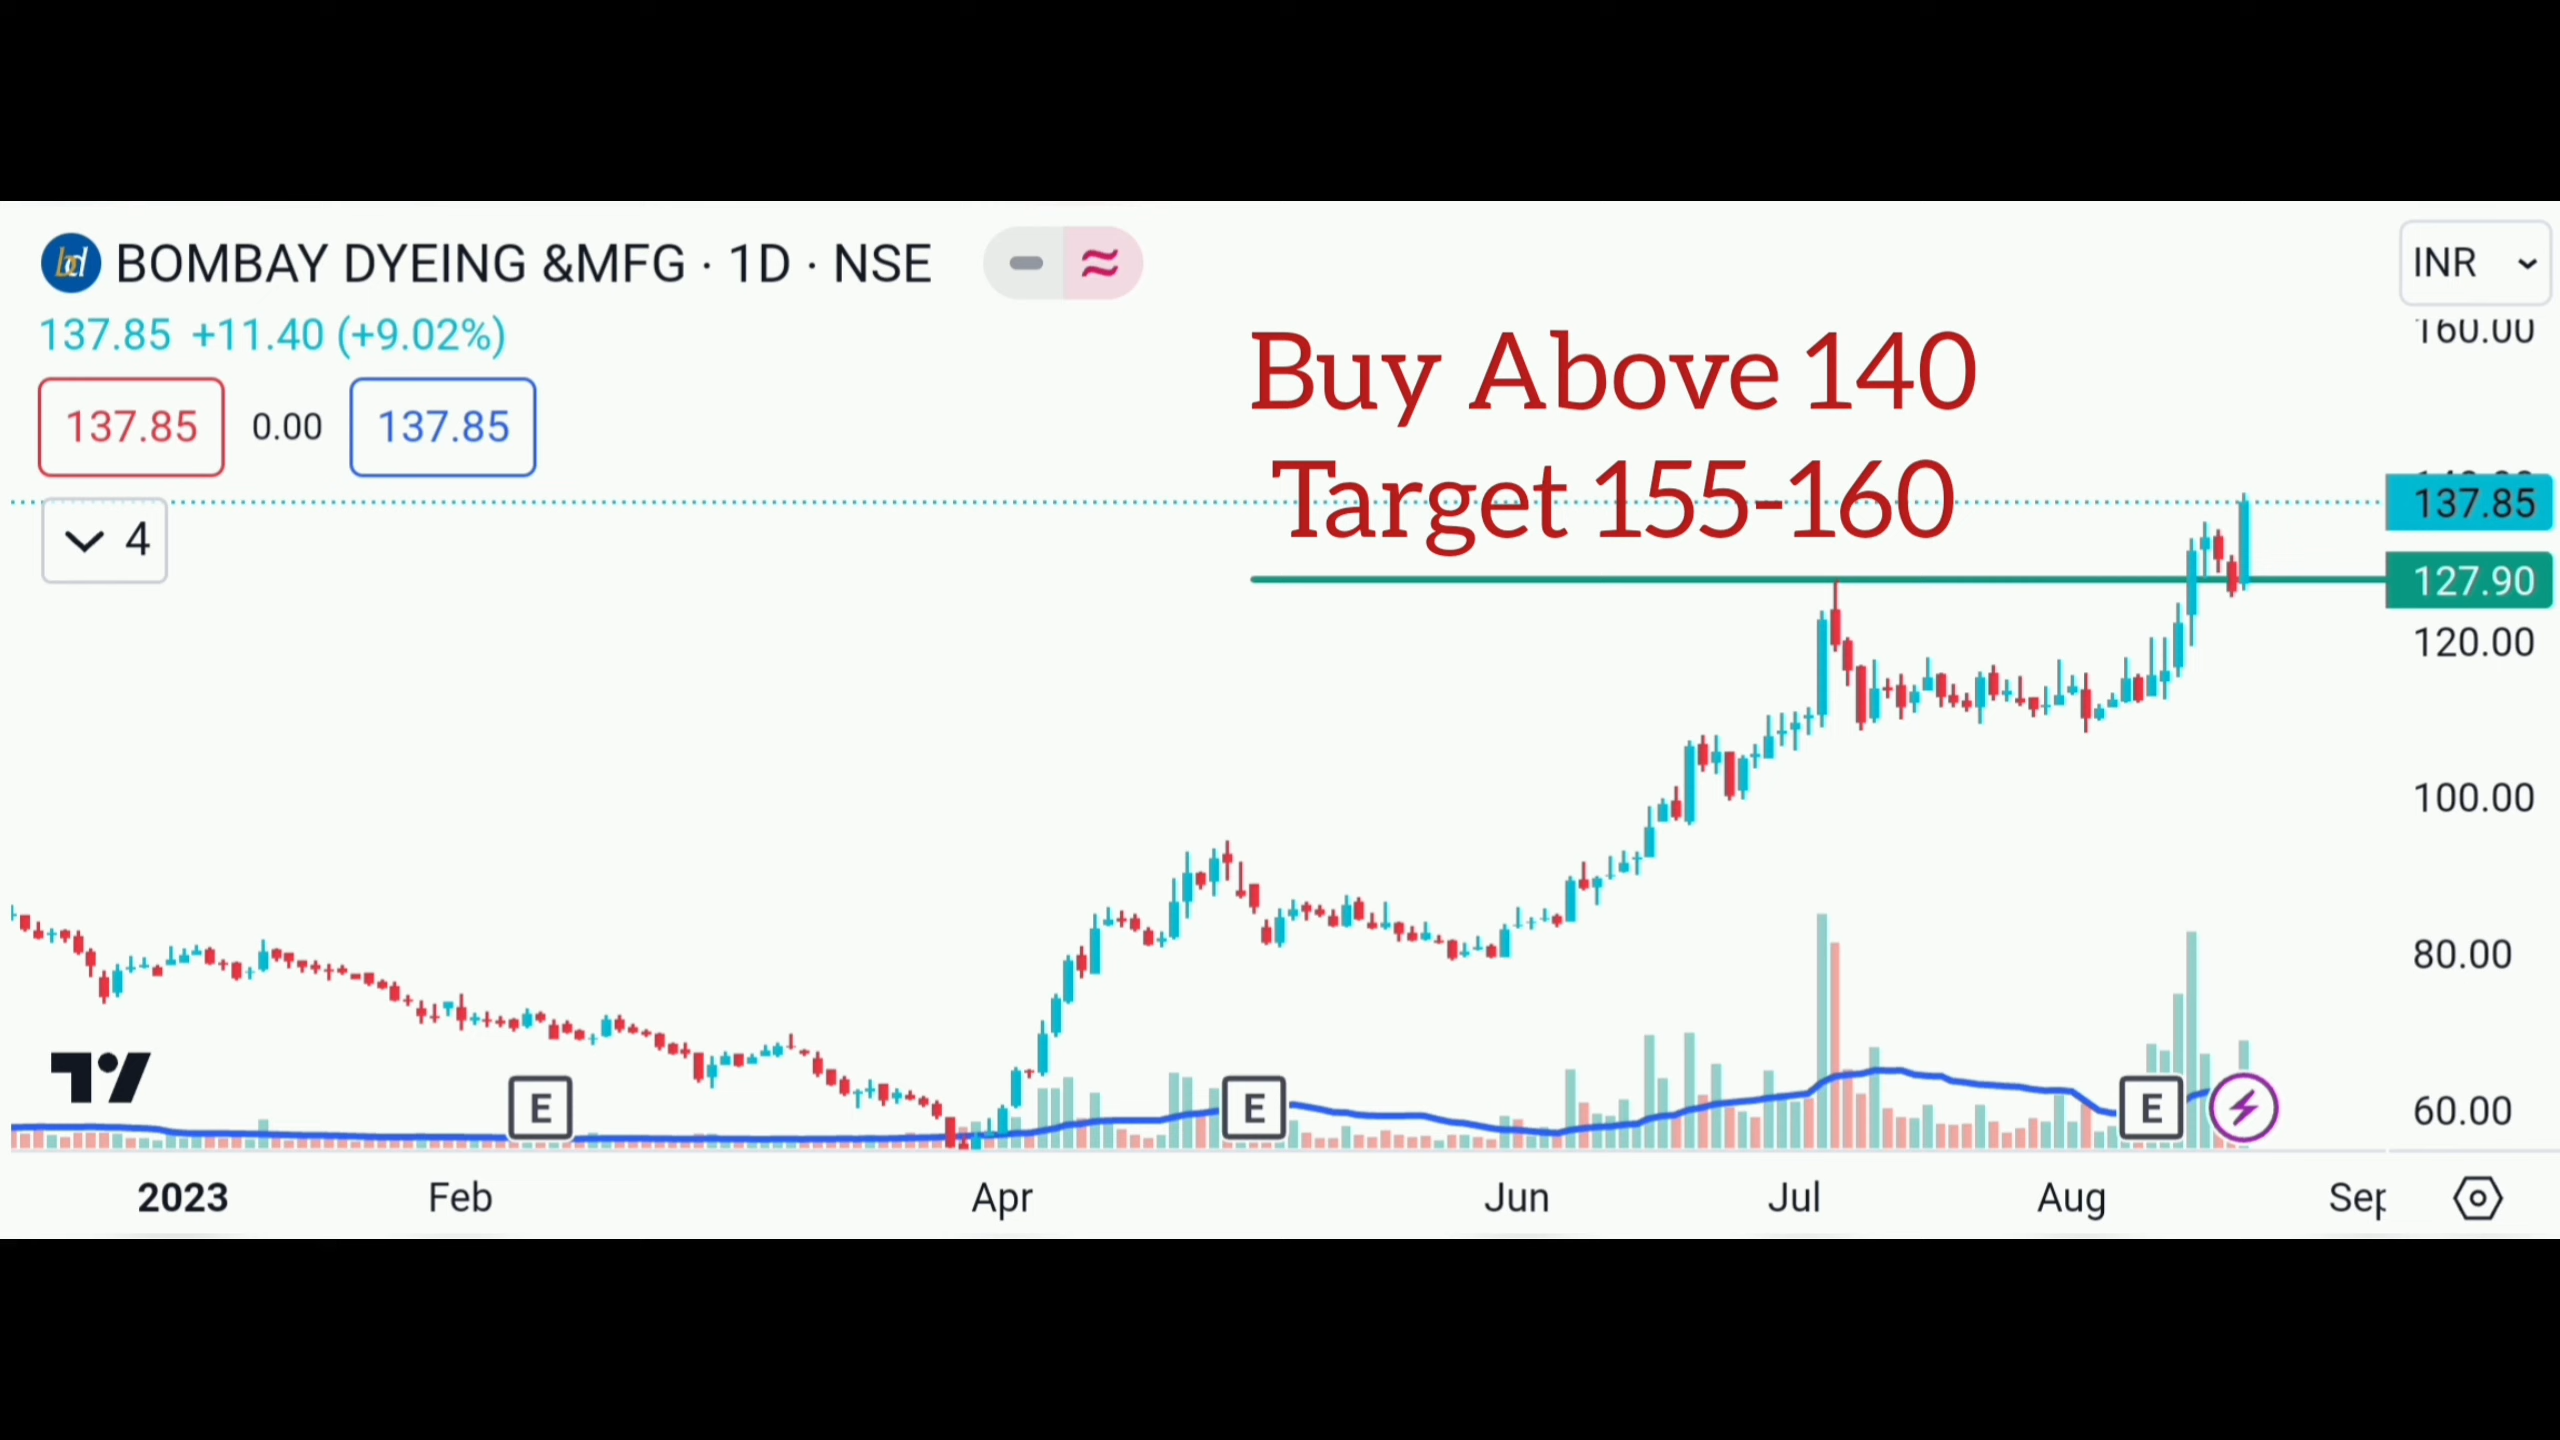 bd BOMBAY DYEING &MFG · 1D · NSE
INR
137.85 +11.40 (+9.02%)
137.85 0.00 137.85
4
Buy Above 140
Target 155-160
160.00
137.85
127.90
120.00
100.00
80.00
60.00
E E E
2023 Feb Apr Jun Jul Aug Sep